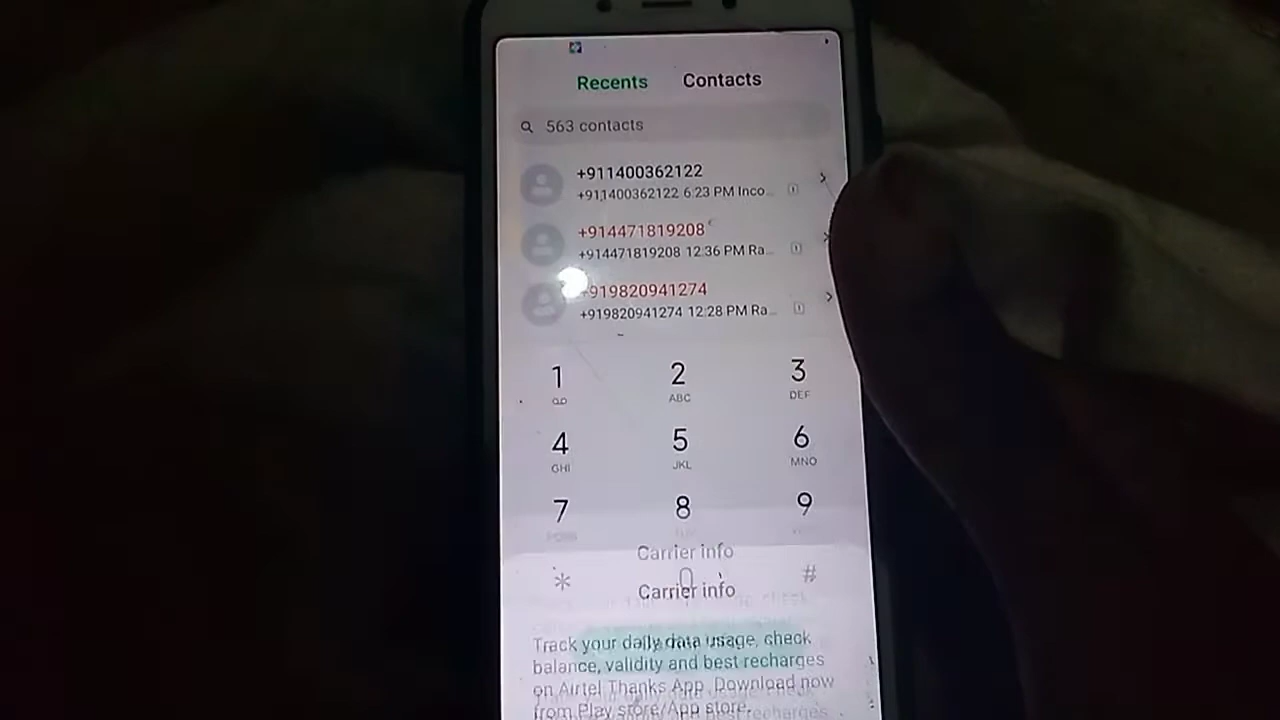 Recents Contacts
563 contacts
+911400362122
+911400362122 6:23 PM Inco...
+914471819208
+914471819208 12:36 PM Ra...
+919820941274
+919820941274 12:28 PM Ra...
1 2 3
ABC DEF
4 5 6
GHI JKL MNO
7 8 9
Carrier info
* 0 #
Carrier info
Track your daily data usage, check
balance, validity and best recharges
on Airtel Thanks App. Download now
from Play store/App store.